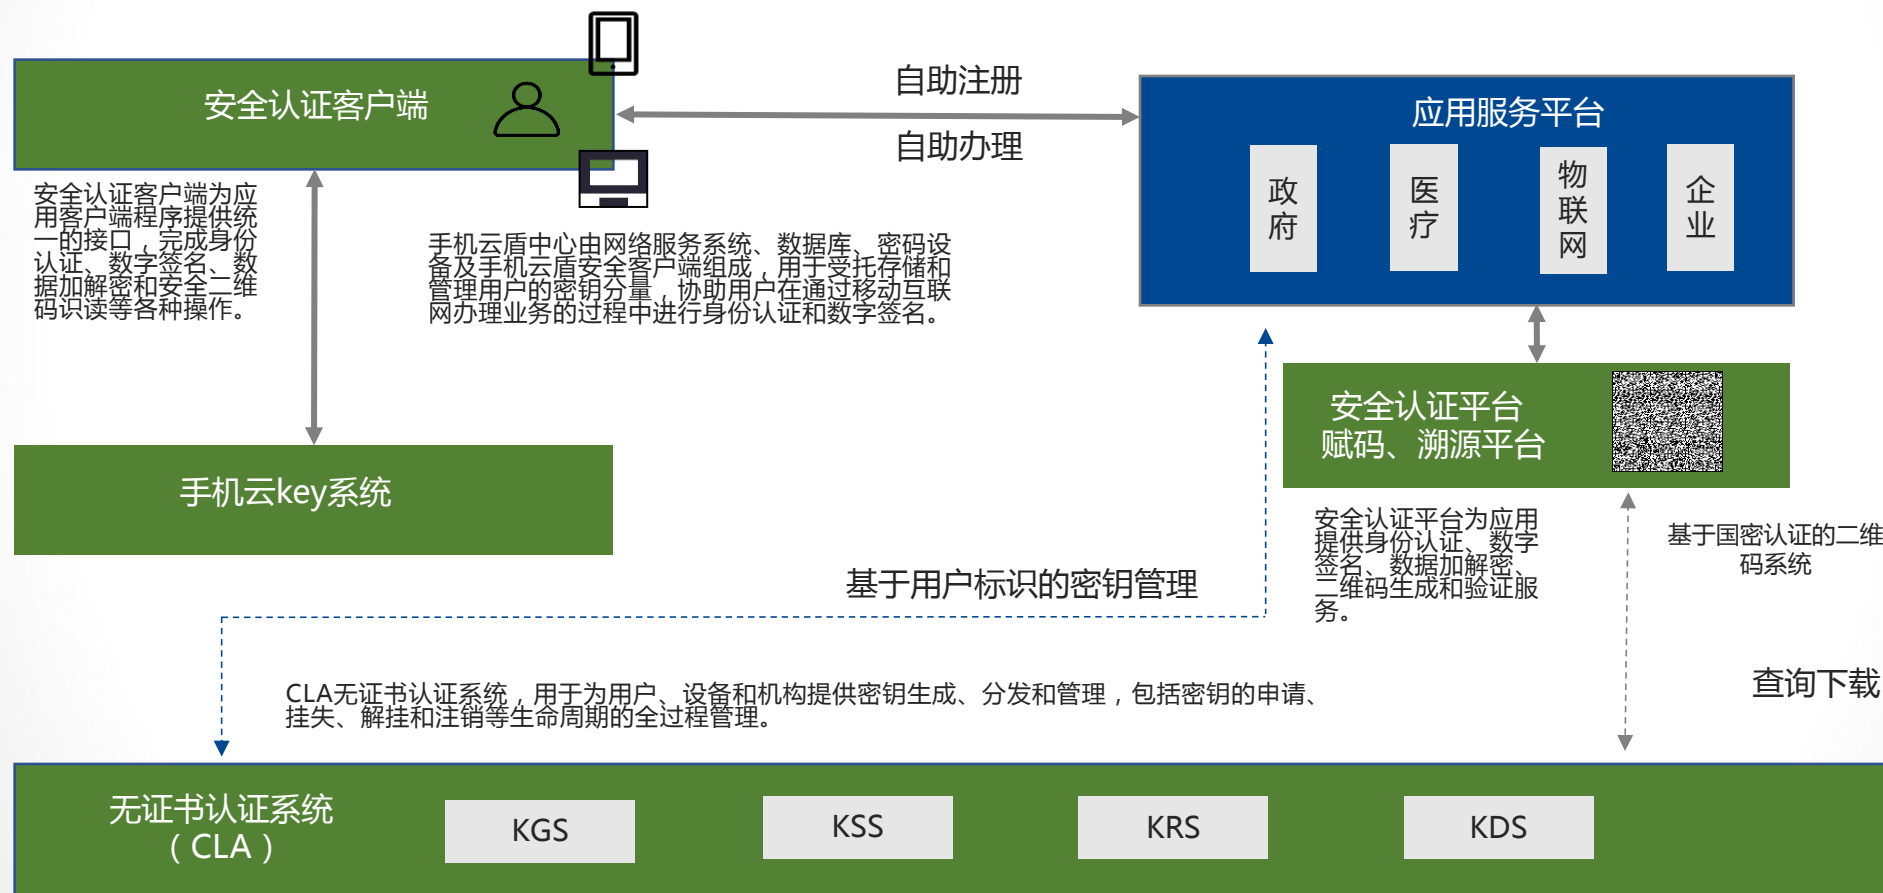 安全认证客户端
自助注册
自助办理
应用服务平台
政府
医疗
物联网
企业
安全认证客户端为应
用客户端程序提供统
一的接口，完成身份
认证、数字签名、数
据加解密和安全二维
码识读等各种操作。
手机云盾中心由网络服务系统、数据库、密码设
备及手机云盾安全客户端组成，用于受托存储和
管理用户的密钥分量，协助用户在通过移动互联
网办理业务的过程中进行身份认证和数字签名。
安全认证平台
赋码、溯源平台
手机云key系统
安全认证平台为应用
提供身份认证、数字
签名、数据加解密、
二维码生成和验证服
务。
基于国密认证的二维
码系统
基于用户标识的密钥管理
查询下载
CLA无证书认证系统，用于为用户、设备和机构提供密钥生成、分发和管理，包括密钥的申请、
挂失、解挂和注销等生命周期的全过程管理。
无证书认证系统
（CLA）
KGS
KSS
KRS
KDS